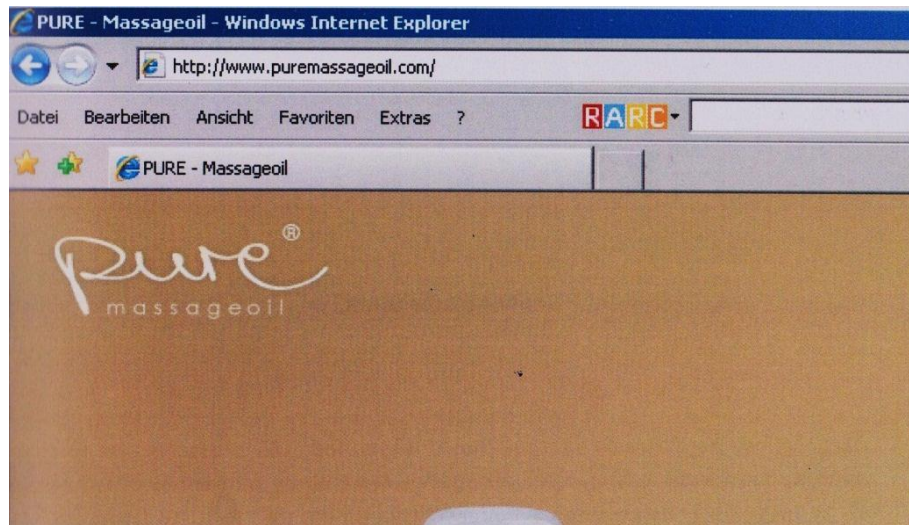 PURE - Massageoil - Windows Internet Explorer
http://www.puremassageoil.com/
Datei Bearbeiten Ansicht Favoriten Extras ? RARC
PURE - Massageoil
pure®
massageoil